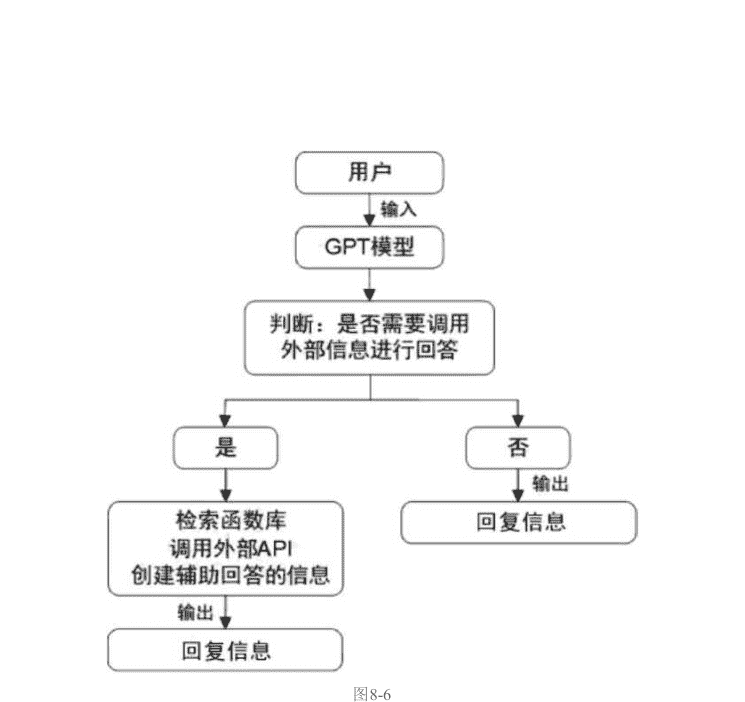 用户
输入
GPT模型
判断：是否需要调用
外部信息进行回答
是
否
输出
检索函数库
调用外部API
创建辅助回答的信息
回复信息
输出
回复信息
图8-6